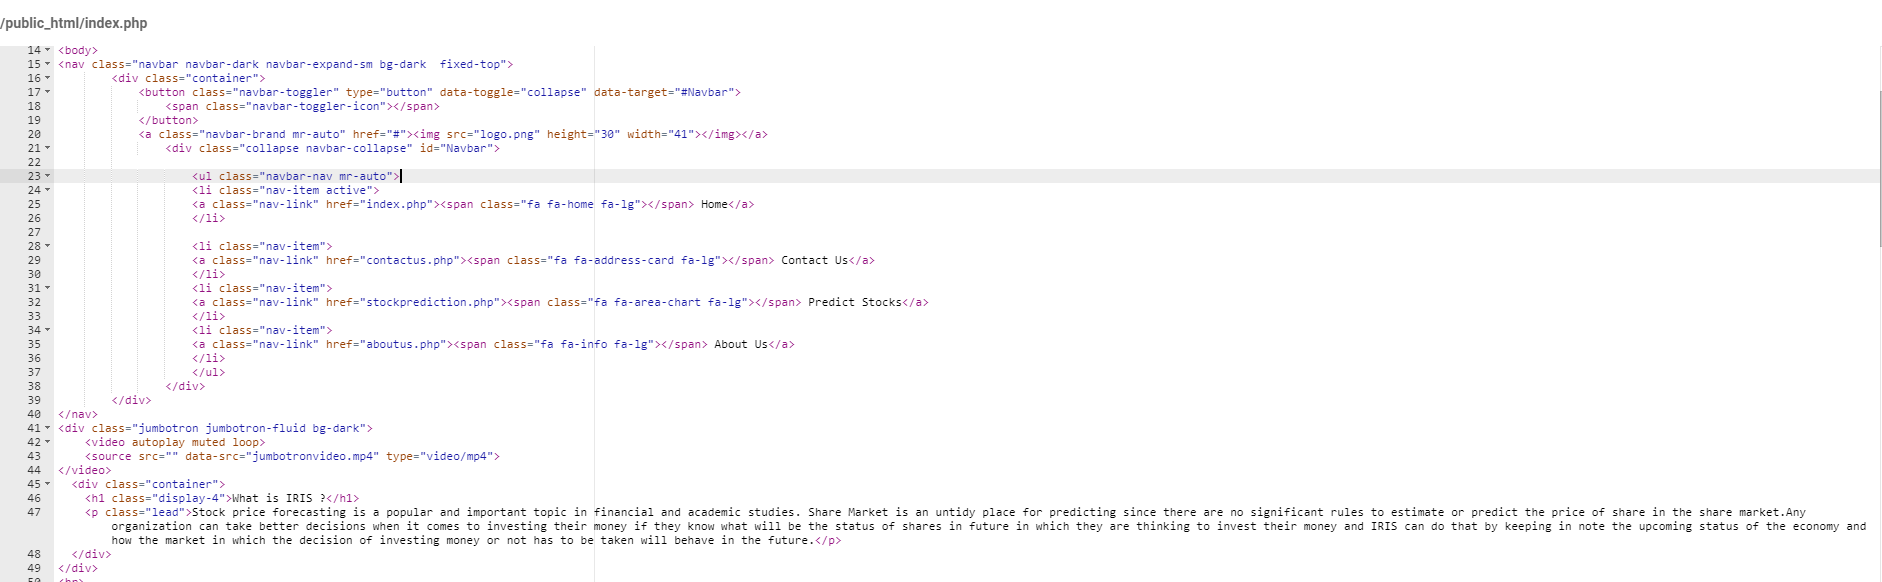 /public_html/index.php
14 <body>
15 <nav class="navbar navbar-dark navbar-expand-sm bg-dark  fixed-top">
16         <div class="container">
17             <button class="navbar-toggler" type="button" data-toggle="collapse" data-target="#Navbar">
18                 <span class="navbar-toggler-icon"></span>
19             </button>
20             <a class="navbar-brand mr-auto" href="#"><img src="logo.png" height="30" width="41"></img></a>
21                 <div class="collapse navbar-collapse" id="Navbar">
22
23                     <ul class="navbar-nav mr-auto">
24                     <li class="nav-item active">
25                     <a class="nav-link" href="index.php"><span class="fa fa-home fa-lg"></span> Home</a>
26                     </li>
27
28                     <li class="nav-item">
29                     <a class="nav-link" href="contactus.php"><span class="fa fa-address-card fa-lg"></span> Contact Us</a>
30                     </li>
31                     <li class="nav-item">
32                     <a class="nav-link" href="stockprediction.php"><span class="fa fa-area-chart fa-lg"></span> Predict Stocks</a>
33                     </li>
34                     <li class="nav-item">
35                     <a class="nav-link" href="aboutus.php"><span class="fa fa-info fa-lg"></span> About Us</a>
36                     </li>
37                     </ul>
38                 </div>
39         </div>
40 </nav>
41 <div class="jumbotron jumbotron-fluid bg-dark">
42     <video autoplay muted loop>
43     <source src="" data-src="jumbotronvideo.mp4" type="video/mp4">
44 </video>
45   <div class="container">
46     <h1 class="display-4">What is IRIS ?</h1>
47     <p class="lead">Stock price forecasting is a popular and important topic in financial and academic studies. Share Market is an untidy place for predicting since there are no significant rules to estimate or predict the price of share in the share market.Any
organization can take better decisions when it comes to investing their money if they know what will be the status of shares in future in which they are thinking to invest their money and IRIS can do that by keeping in note the upcoming status of the economy and
how the market in which the decision of investing money or not has to be taken will behave in the future.</p>
48   </div>
49 </div>
50 <br>